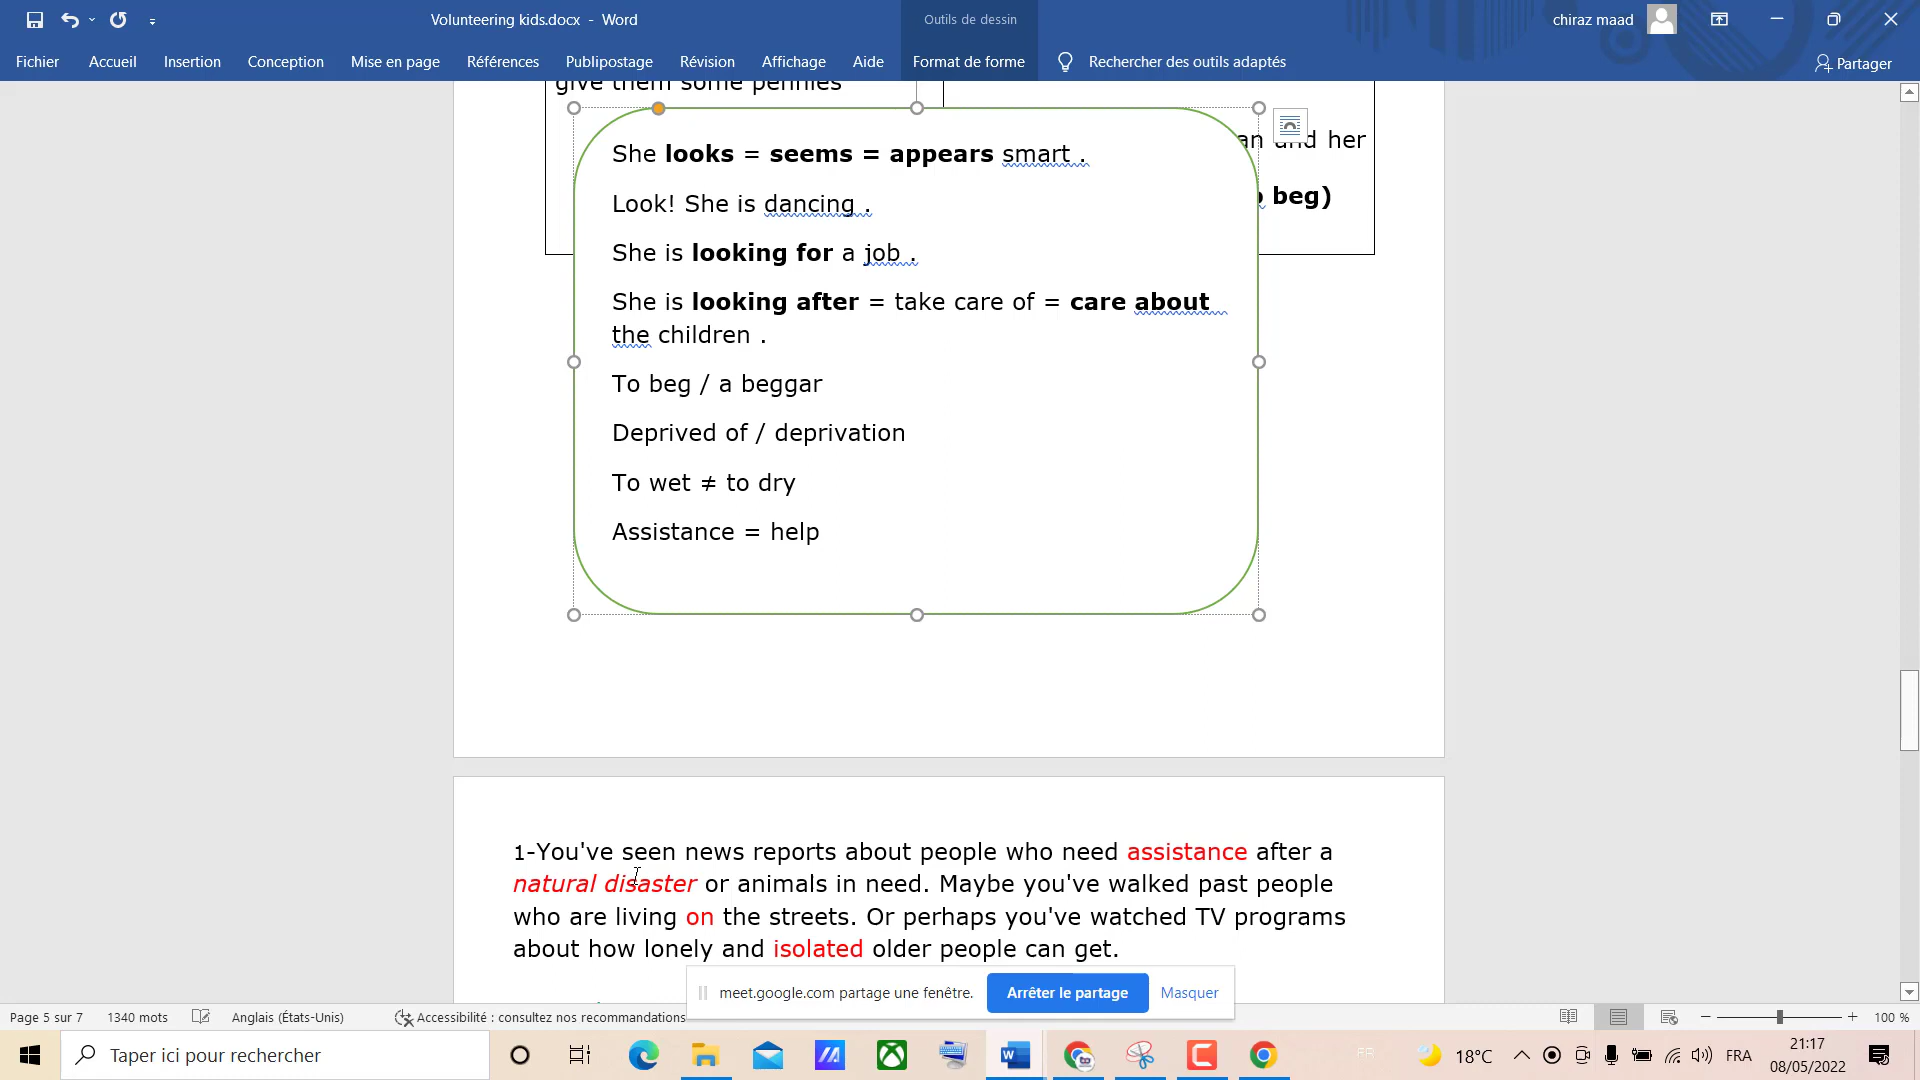 Volunteering kids.docx - Word
Outils de dessin
chiraz maad
Fichier
Accueil
Insertion
Conception
Mise en page
Références
Publipostage
Révision
Affichage
Aide
Format de forme
Rechercher des outils adaptés
Partager
give them some pennies
She looks = seems = appears smart .
an and her
Look! She is dancing .
beg)
She is looking for a job .
She is looking after = take care of = care about
the children .
To beg / a beggar
Deprived of / deprivation
To wet ≠ to dry
Assistance = help
1-You've seen news reports about people who need assistance after a
natural disaster or animals in need. Maybe you've walked past people
who are living on the streets. Or perhaps you've watched TV programs
about how lonely and isolated older people can get.
meet.google.com partage une fenêtre.
Arrêter le partage
Masquer
Page 5 sur 7
1340 mots
Anglais (États-Unis)
Accessibilité : consultez nos recommandations
100 %
Taper ici pour rechercher
18°C
FRA
21:17
08/05/2022